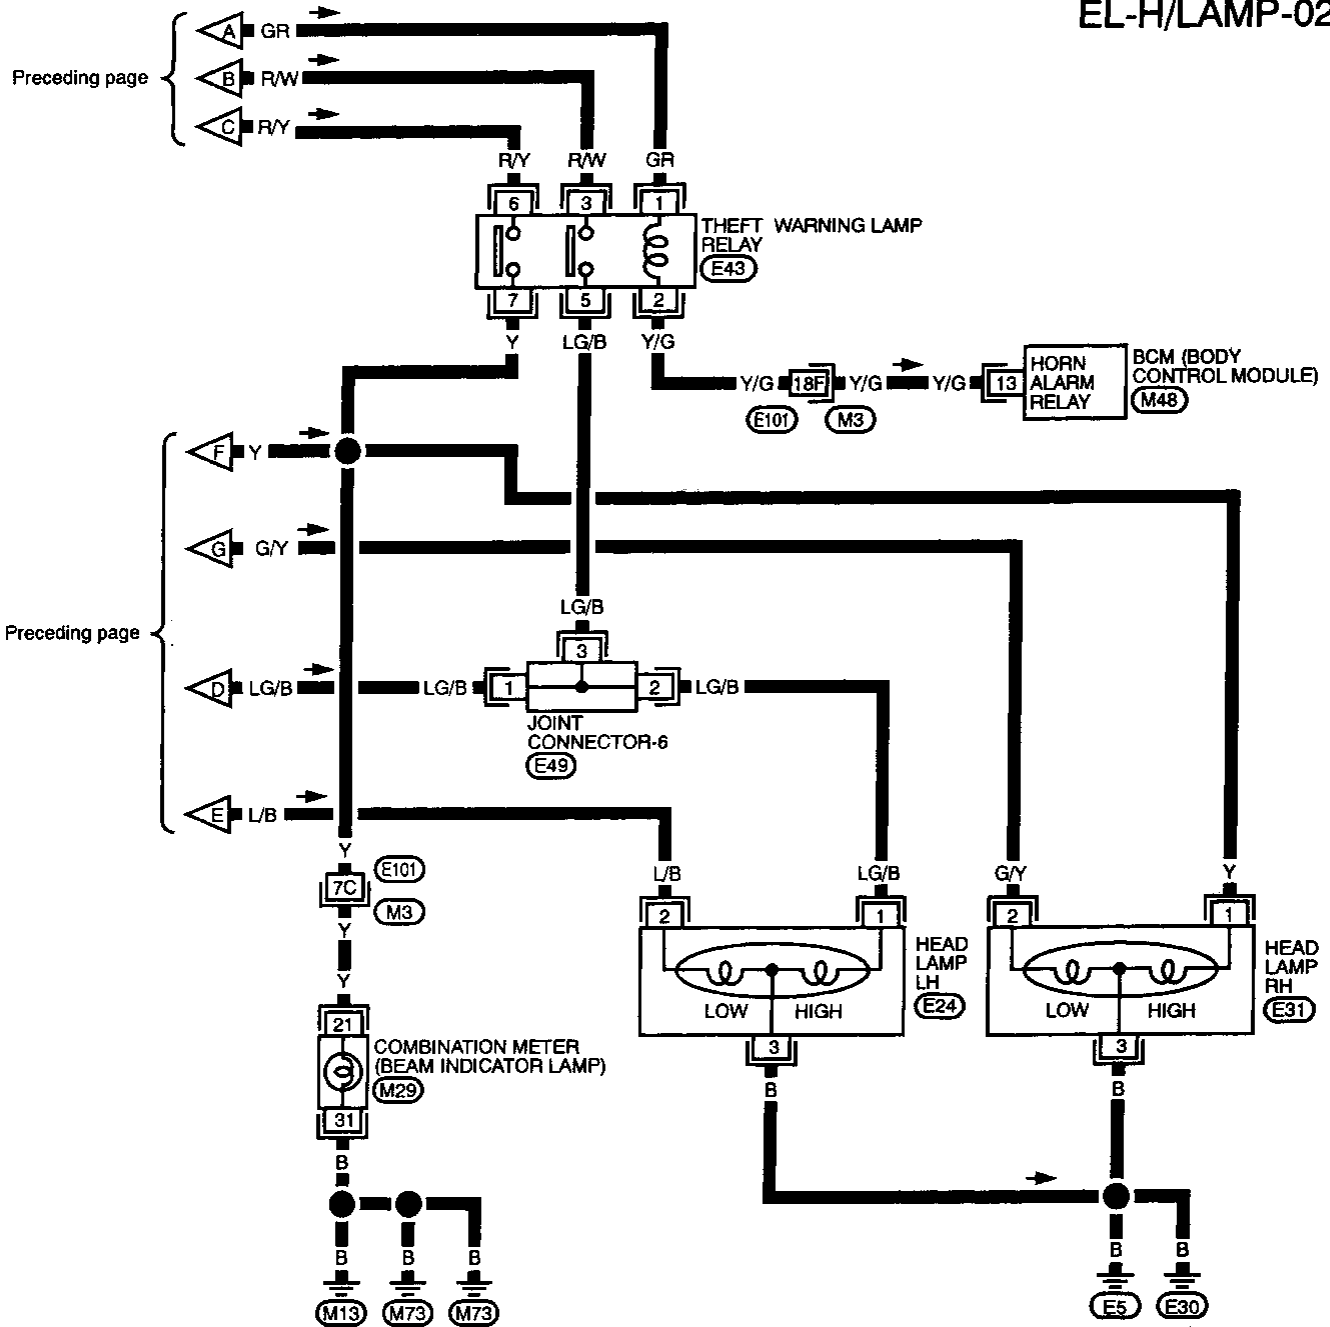 EL-H/LAMP-02
Preceding page
A GR
B R/W
C R/Y
R/Y R/W GR
6 3 1
THEFT WARNING LAMP
RELAY
E43
7 5 2
Y LG/B Y/G
Y/G 18F Y/G Y/G 13
E101 M3
HORN
ALARM
RELAY
BCM (BODY
CONTROL MODULE)
M48
Preceding page
F Y
G G/Y
LG/B
3
D LG/B LG/B 1 2 LG/B
JOINT
CONNECTOR-6
E49
E L/B
Y
E101
7C
M3
Y
Y
21
COMBINATION METER
(BEAM INDICATOR LAMP)
M29
31
B
B B B
M13 M73 M73
L/B LG/B G/Y Y
2 1 2 1
HEAD
LAMP
LH
E24
LOW HIGH
3
B
HEAD
LAMP
RH
E31
LOW HIGH
3
B
B B
E5 E30